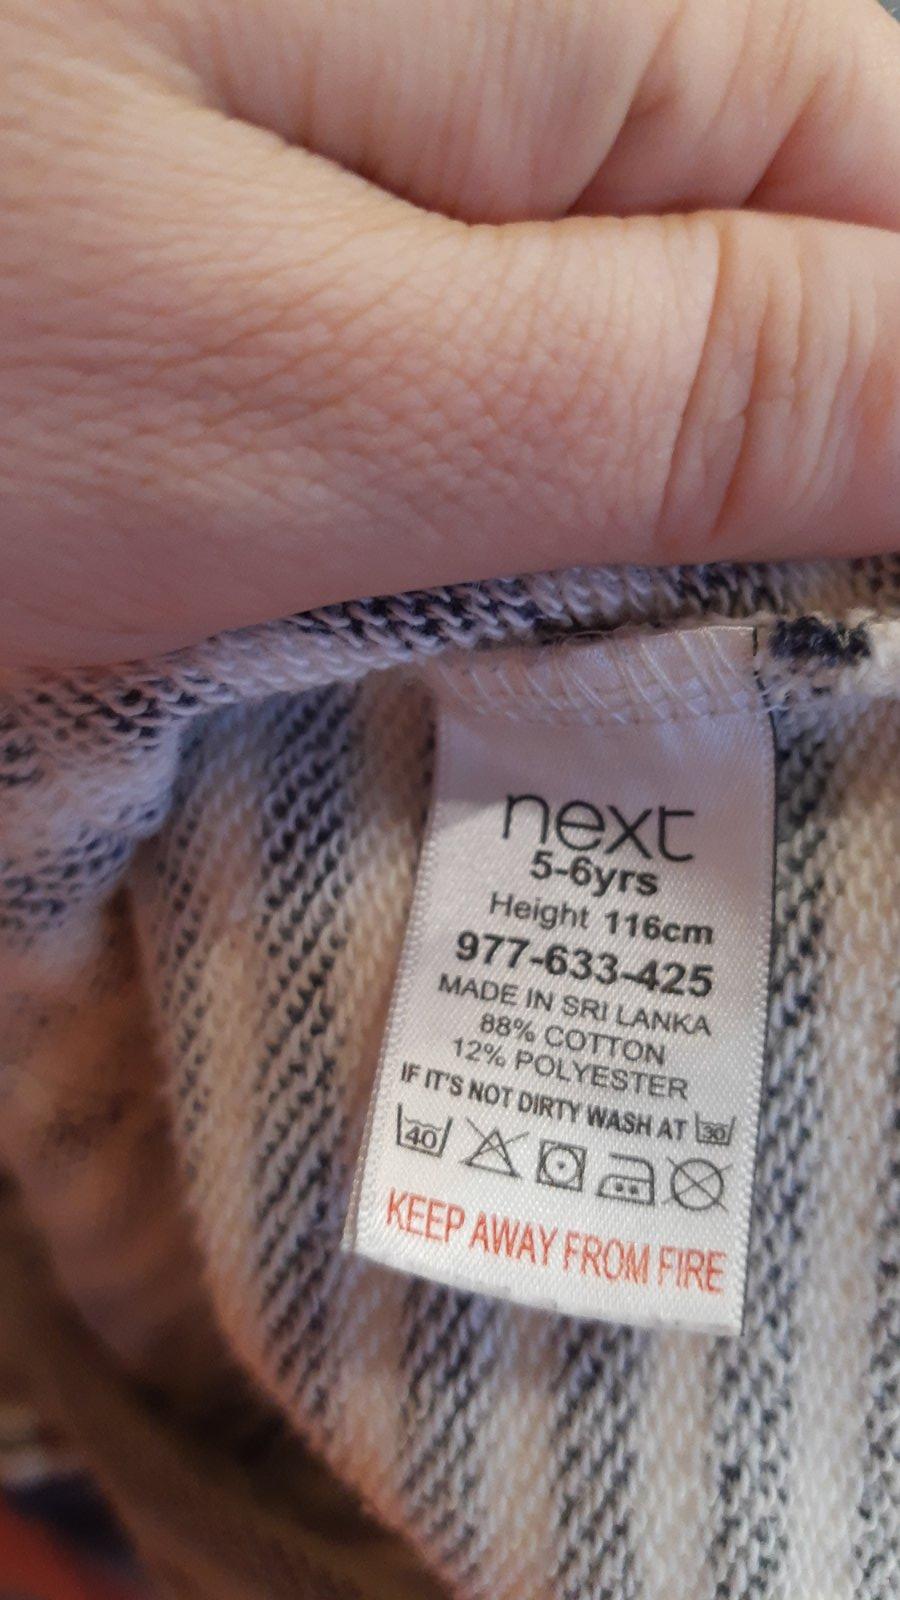 next
5-6yrs
Height 116cm
977-633-425
MADE IN SRI LANKA
88% COTTON
12% POLYESTER
IF IT'S NOT DIRTY WASH AT 30
40
KEEP AWAY FROM FIRE